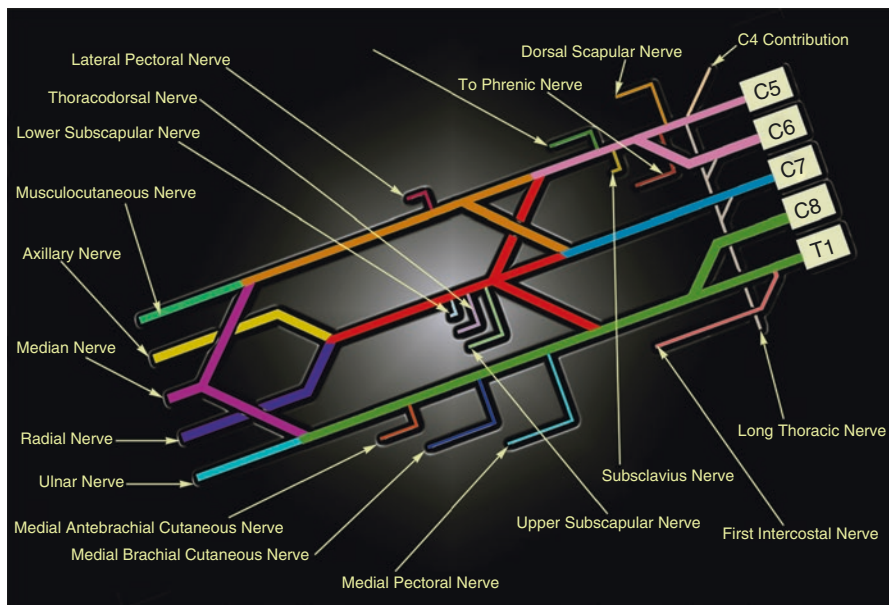 C4 Contribution
Dorsal Scapular Nerve
Lateral Pectoral Nerve
To Phrenic Nerve
C5
Thoracodorsal Nerve
C6
Lower Subscapular Nerve
C7
Musculocutaneous Nerve
C8
Axillary Nerve
T1
Median Nerve
Radial Nerve
Long Thoracic Nerve
Ulnar Nerve
Subsclavius Nerve
Medial Antebrachial Cutaneous Nerve
Upper Subscapular Nerve
First Intercostal Nerve
Medial Brachial Cutaneous Nerve
Medial Pectoral Nerve